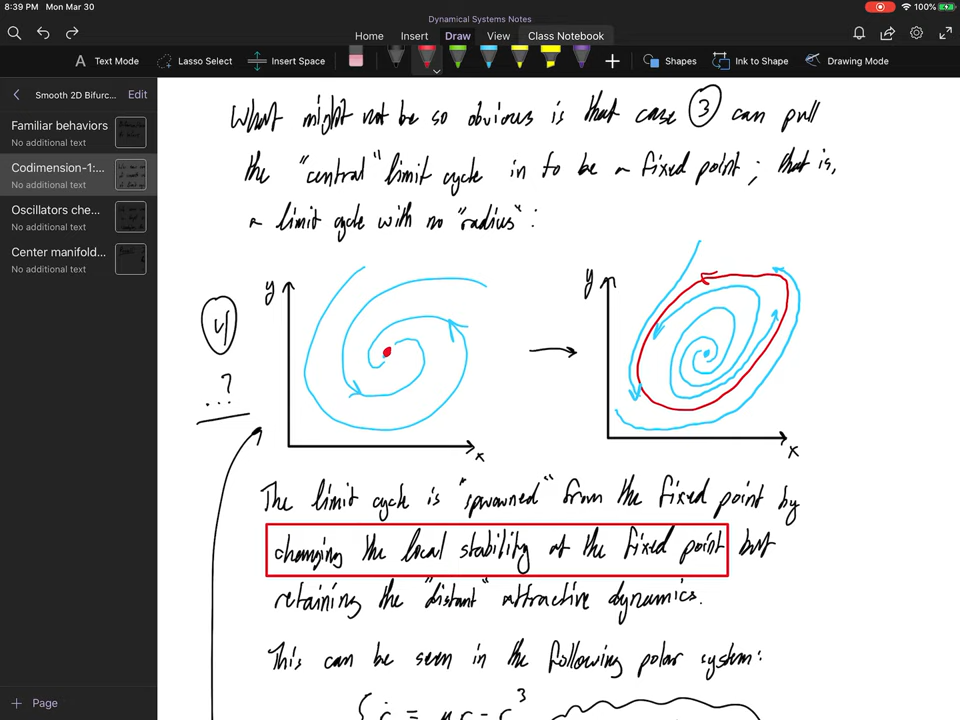 8:39 PM Mon Mar 30
100%
Dynamical Systems Notes
Home Insert Draw View Class Notebook
Text Mode Lasso Select Insert Space Shapes Ink to Shape Drawing Mode
Smooth 2D Bifurc... Edit
Familiar behaviors
No additional text
Codimension-1:...
No additional text
Oscillators che...
No additional text
Center manifold...
No additional text
Page
What might not be so obvious is that case 3 can pull
the "central" limit cycle in to be a fixed point; that is,
a limit cycle with no "radius":
4
...?
y
x
y
x
The limit cycle is "spawned" from the fixed point by
changing the local stability at the fixed point but
retaining the "distant" attractive dynamics.
This can be seen in the following polar system:
ṙ = μr - r³